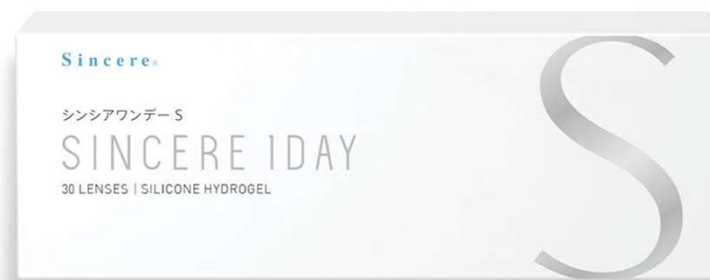 Sincere®
シンシアワンデー S
SINCERE 1DAY
30 LENSES | SILICONE HYDROGEL
S